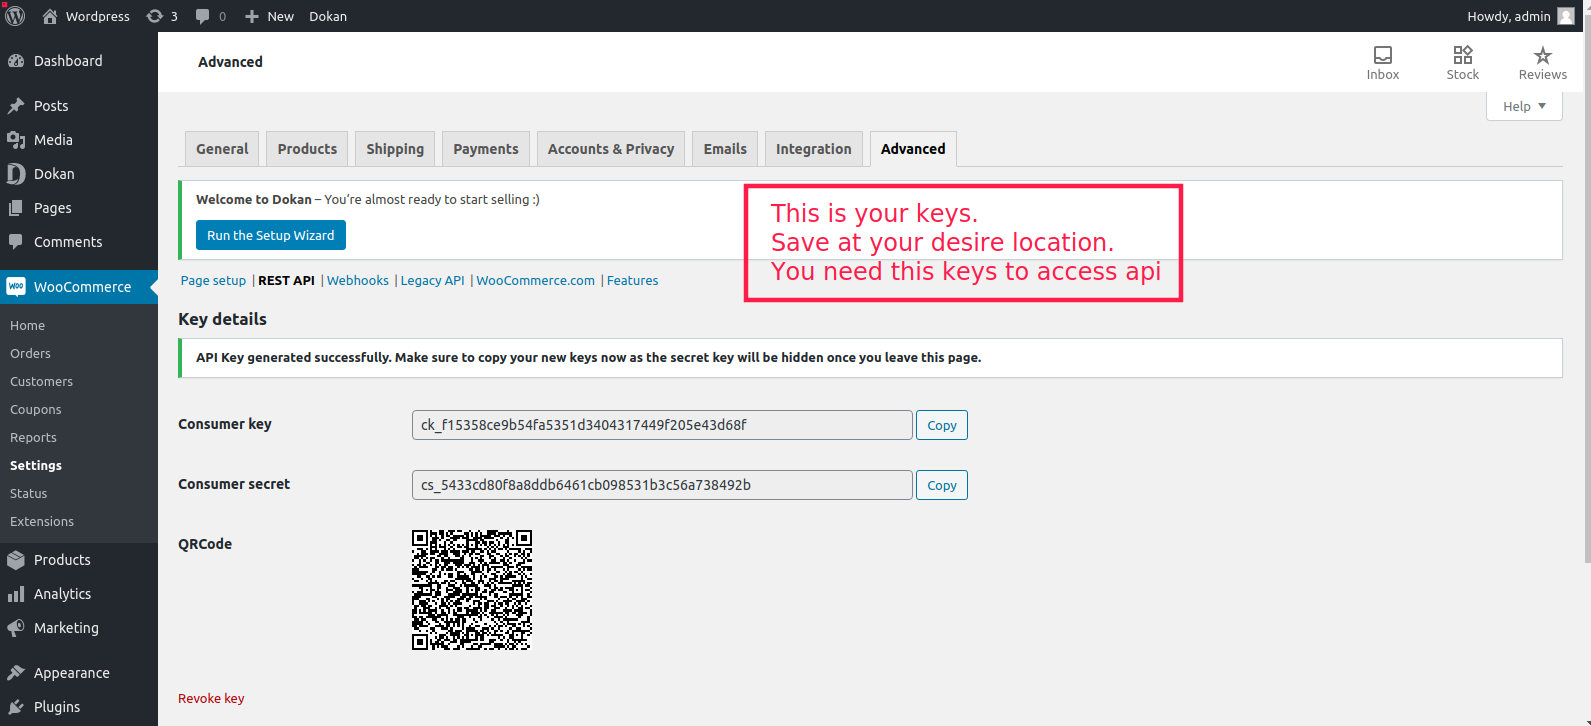 Wordpress 3 0 New Dokan Howdy, admin
Dashboard
Posts
Media
Dokan
Pages
Comments
WooCommerce
Home
Orders
Customers
Coupons
Reports
Settings
Status
Extensions
Products
Analytics
Marketing
Appearance
Plugins
Advanced
Inbox Stock Reviews
Help
General Products Shipping Payments Accounts & Privacy Emails Integration Advanced
Welcome to Dokan – You're almost ready to start selling :)
Run the Setup Wizard
This is your keys.
Save at your desire location.
You need this keys to access api
Page setup | REST API | Webhooks | Legacy API | WooCommerce.com | Features
Key details
API Key generated successfully. Make sure to copy your new keys now as the secret key will be hidden once you leave this page.
Consumer key ck_f15358ce9b54fa5351d3404317449f205e43d68f Copy
Consumer secret cs_5433cd80f8a8ddb6461cb098531b3c56a738492b Copy
QRCode
Revoke key